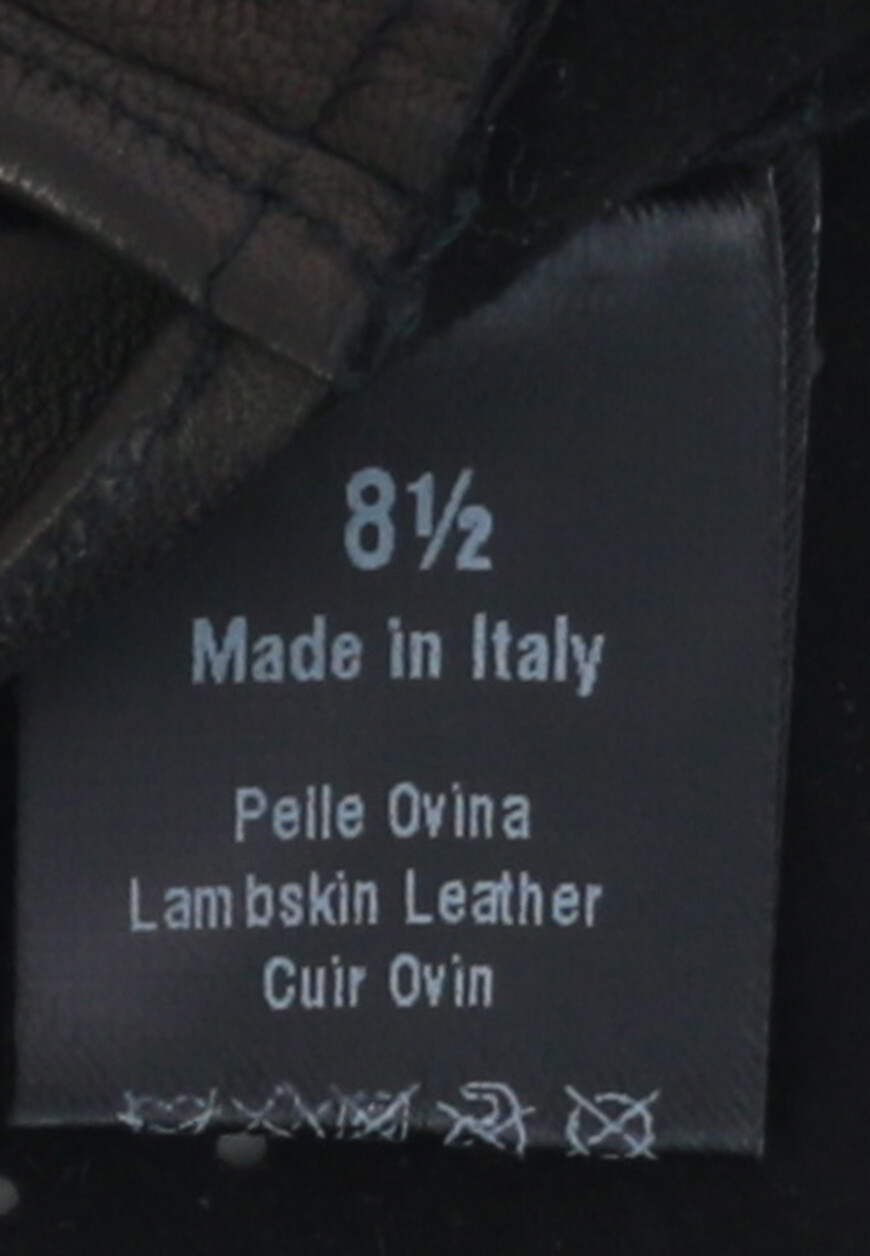 8½
Made in Italy
Pelle Ovina
Lambskin Leather
Cuir Ovin